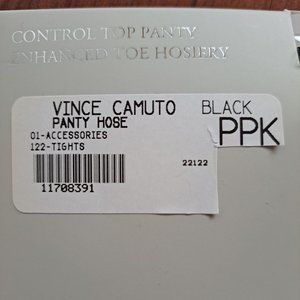 CONTROL TOP PANTY
ENHANCED TOE HOSIERY
VINCE CAMUTO BLACK
PANTY HOSE PPK
01-ACCESSORIES
122-TIGHTS
22122
11708391